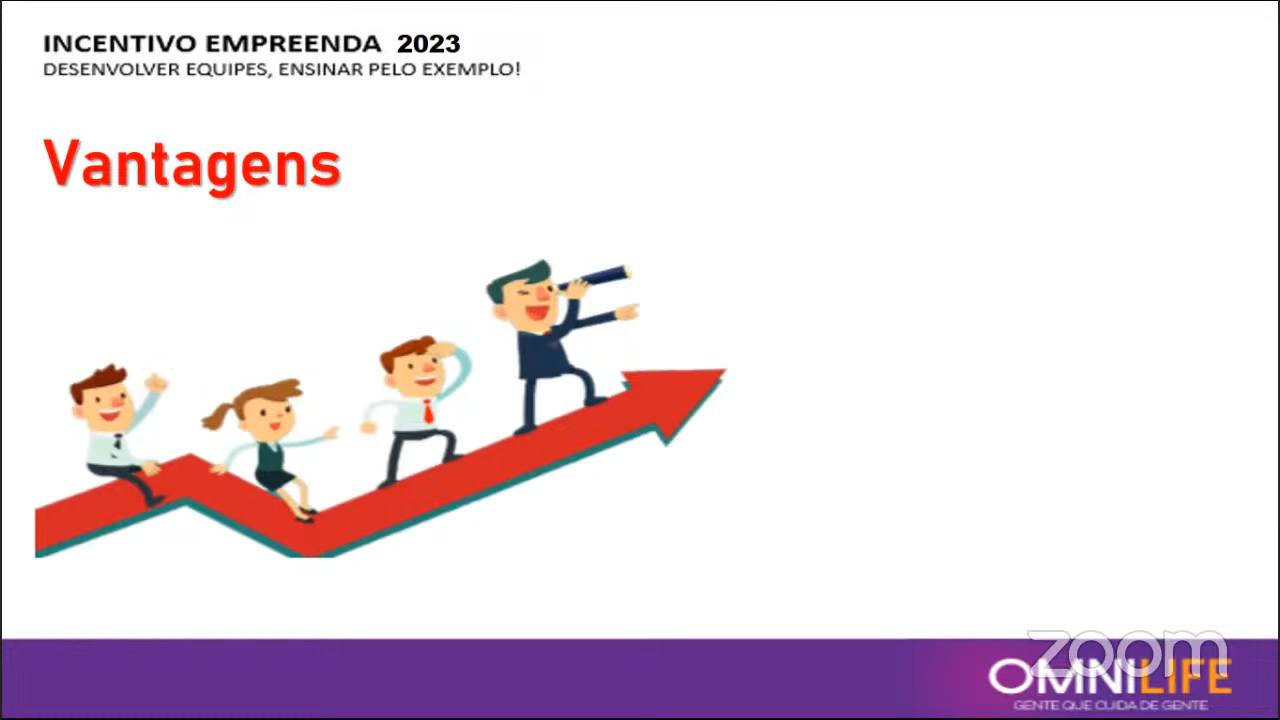 INCENTIVO EMPREENDA 2023
DESENVOLVER EQUIPES, ENSINAR PELO EXEMPLO!
Vantagens
zoom
OMNILIFE
GENTE QUE CUIDA DE GENTE